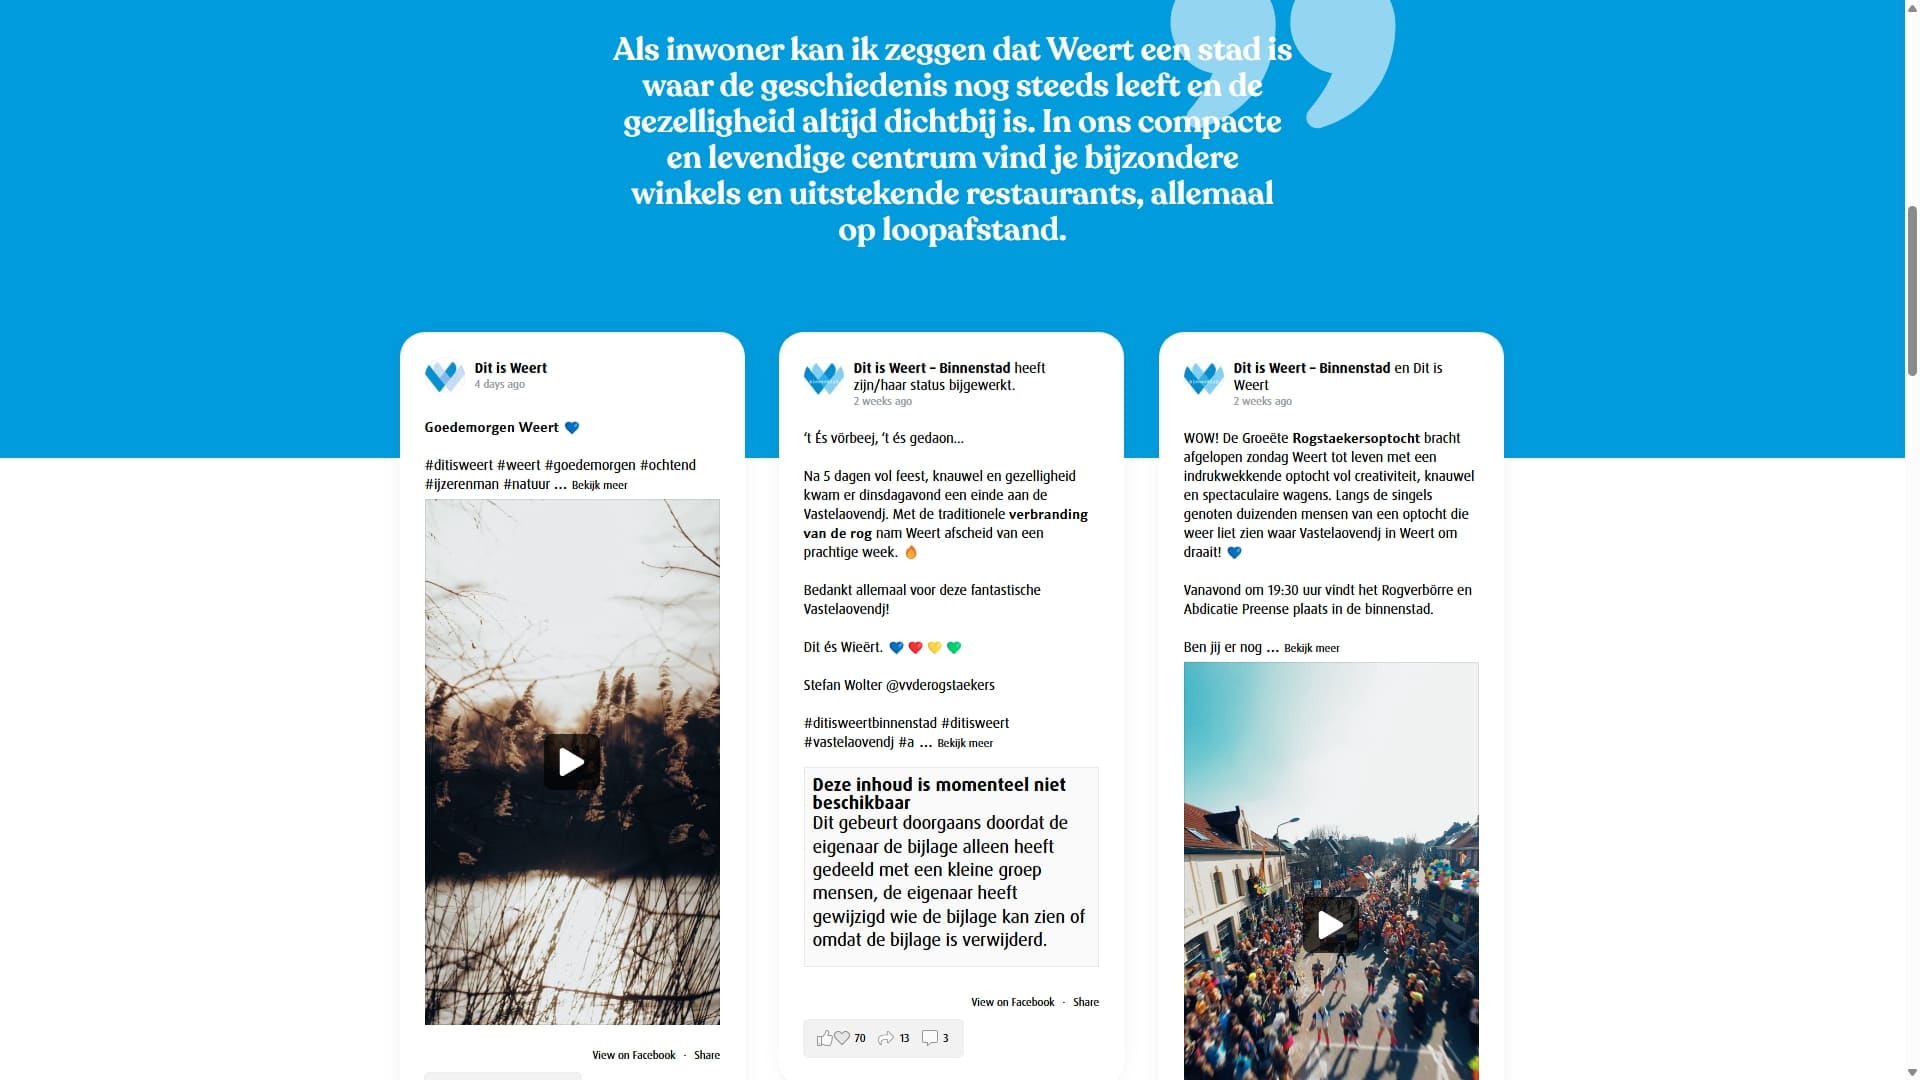 Als inwoner kan ik zeggen dat Weert een stad is
waar de geschiedenis nog steeds leeft en de
gezelligheid altijd dichtbij is. In ons compacte
en levendige centrum vind je bijzondere
winkels en uitstekende restaurants, allemaal
op loopafstand.
Dit is Weert
4 days ago
Goedemorgen Weert 💙
#ditisweert #weert #goedemorgen #ochtend
#ijzerenman #natuur ... Bekijk meer
View on Facebook · Share
Dit is Weert – Binnenstad heeft
zijn/haar status bijgewerkt.
2 weeks ago
‘t És vörbeej, ‘t és gedaon…
Na 5 dagen vol feest, knauwel en gezelligheid
kwam er dinsdagavond een einde aan de
Vastelaovendj. Met de traditionele verbranding
van de rog nam Weert afscheid van een
prachtige week. 🔥
Bedankt allemaal voor deze fantastische
Vastelaovendj!
Dit és Wieërt. 💙❤️💛💚
Stefan Wolter @vvderogstaekers
#ditisweertbinnenstad #ditisweert
#vastelaovendj #a ... Bekijk meer
Deze inhoud is momenteel niet
beschikbaar
Dit gebeurt doorgaans doordat de
eigenaar de bijlage alleen heeft
gedeeld met een kleine groep
mensen, de eigenaar heeft
gewijzigd wie de bijlage kan zien of
omdat de bijlage is verwijderd.
View on Facebook · Share
70 13 3
Dit is Weert – Binnenstad en Dit is
Weert
2 weeks ago
WOW! De Groeëte Rogstaekersoptocht bracht
afgelopen zondag Weert tot leven met een
indrukwekkende optocht vol creativiteit, knauwel
en spectaculaire wagens. Langs de singels
genoten duizenden mensen van een optocht die
weer liet zien waar Vastelaovendj in Weert om
draait! 💙
Vanavond om 19:30 uur vindt het Rogverbörre en
Abdicatie Preense plaats in de binnenstad.
Ben jij er nog ... Bekijk meer